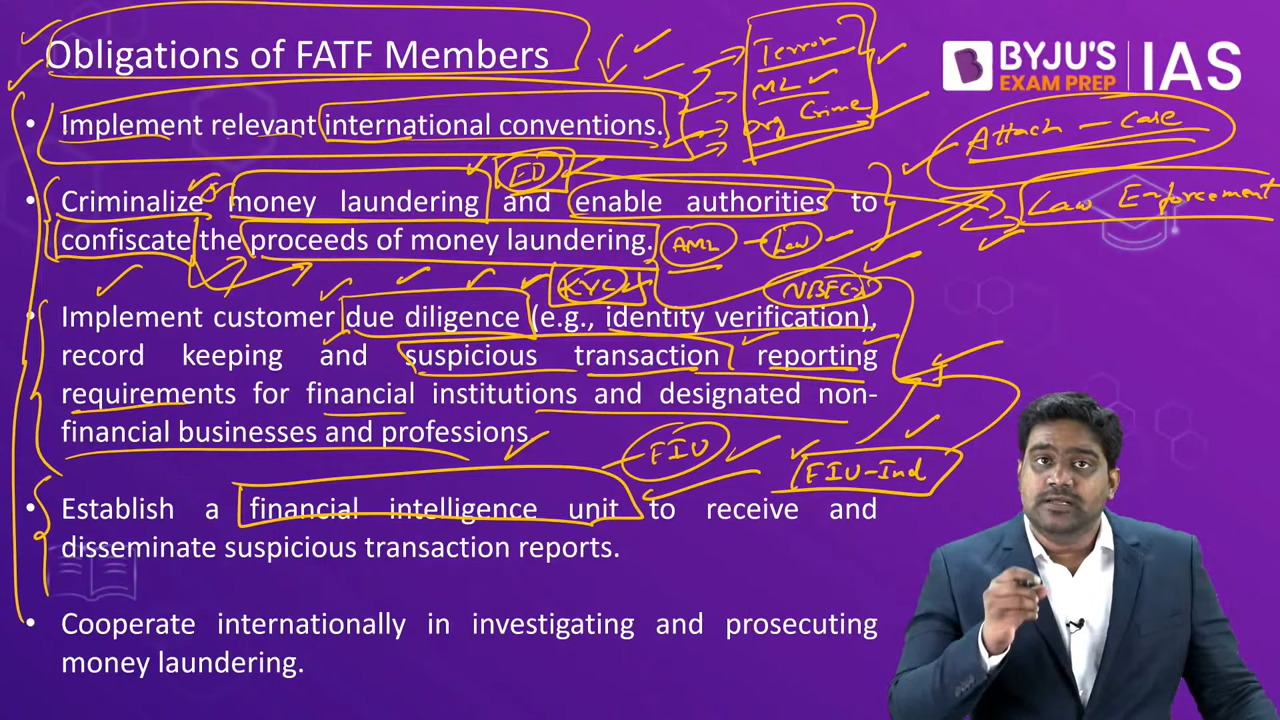 Obligations of FATF Members
Terror
ML
Org Crime
BYJU'S
EXAM PREP
IAS
• Implement relevant international conventions.
Attach - Case
ED
Law Enforcement
• Criminalize money laundering and enable authorities to
confiscate the proceeds of money laundering.
AML - Law
KYC
NBFCs
• Implement customer due diligence (e.g., identity verification),
record keeping and suspicious transaction reporting
requirements for financial institutions and designated non-
financial businesses and professions
FIU
FIU-Ind
• Establish a financial intelligence unit to receive and
disseminate suspicious transaction reports.
• Cooperate internationally in investigating and prosecuting
money laundering.